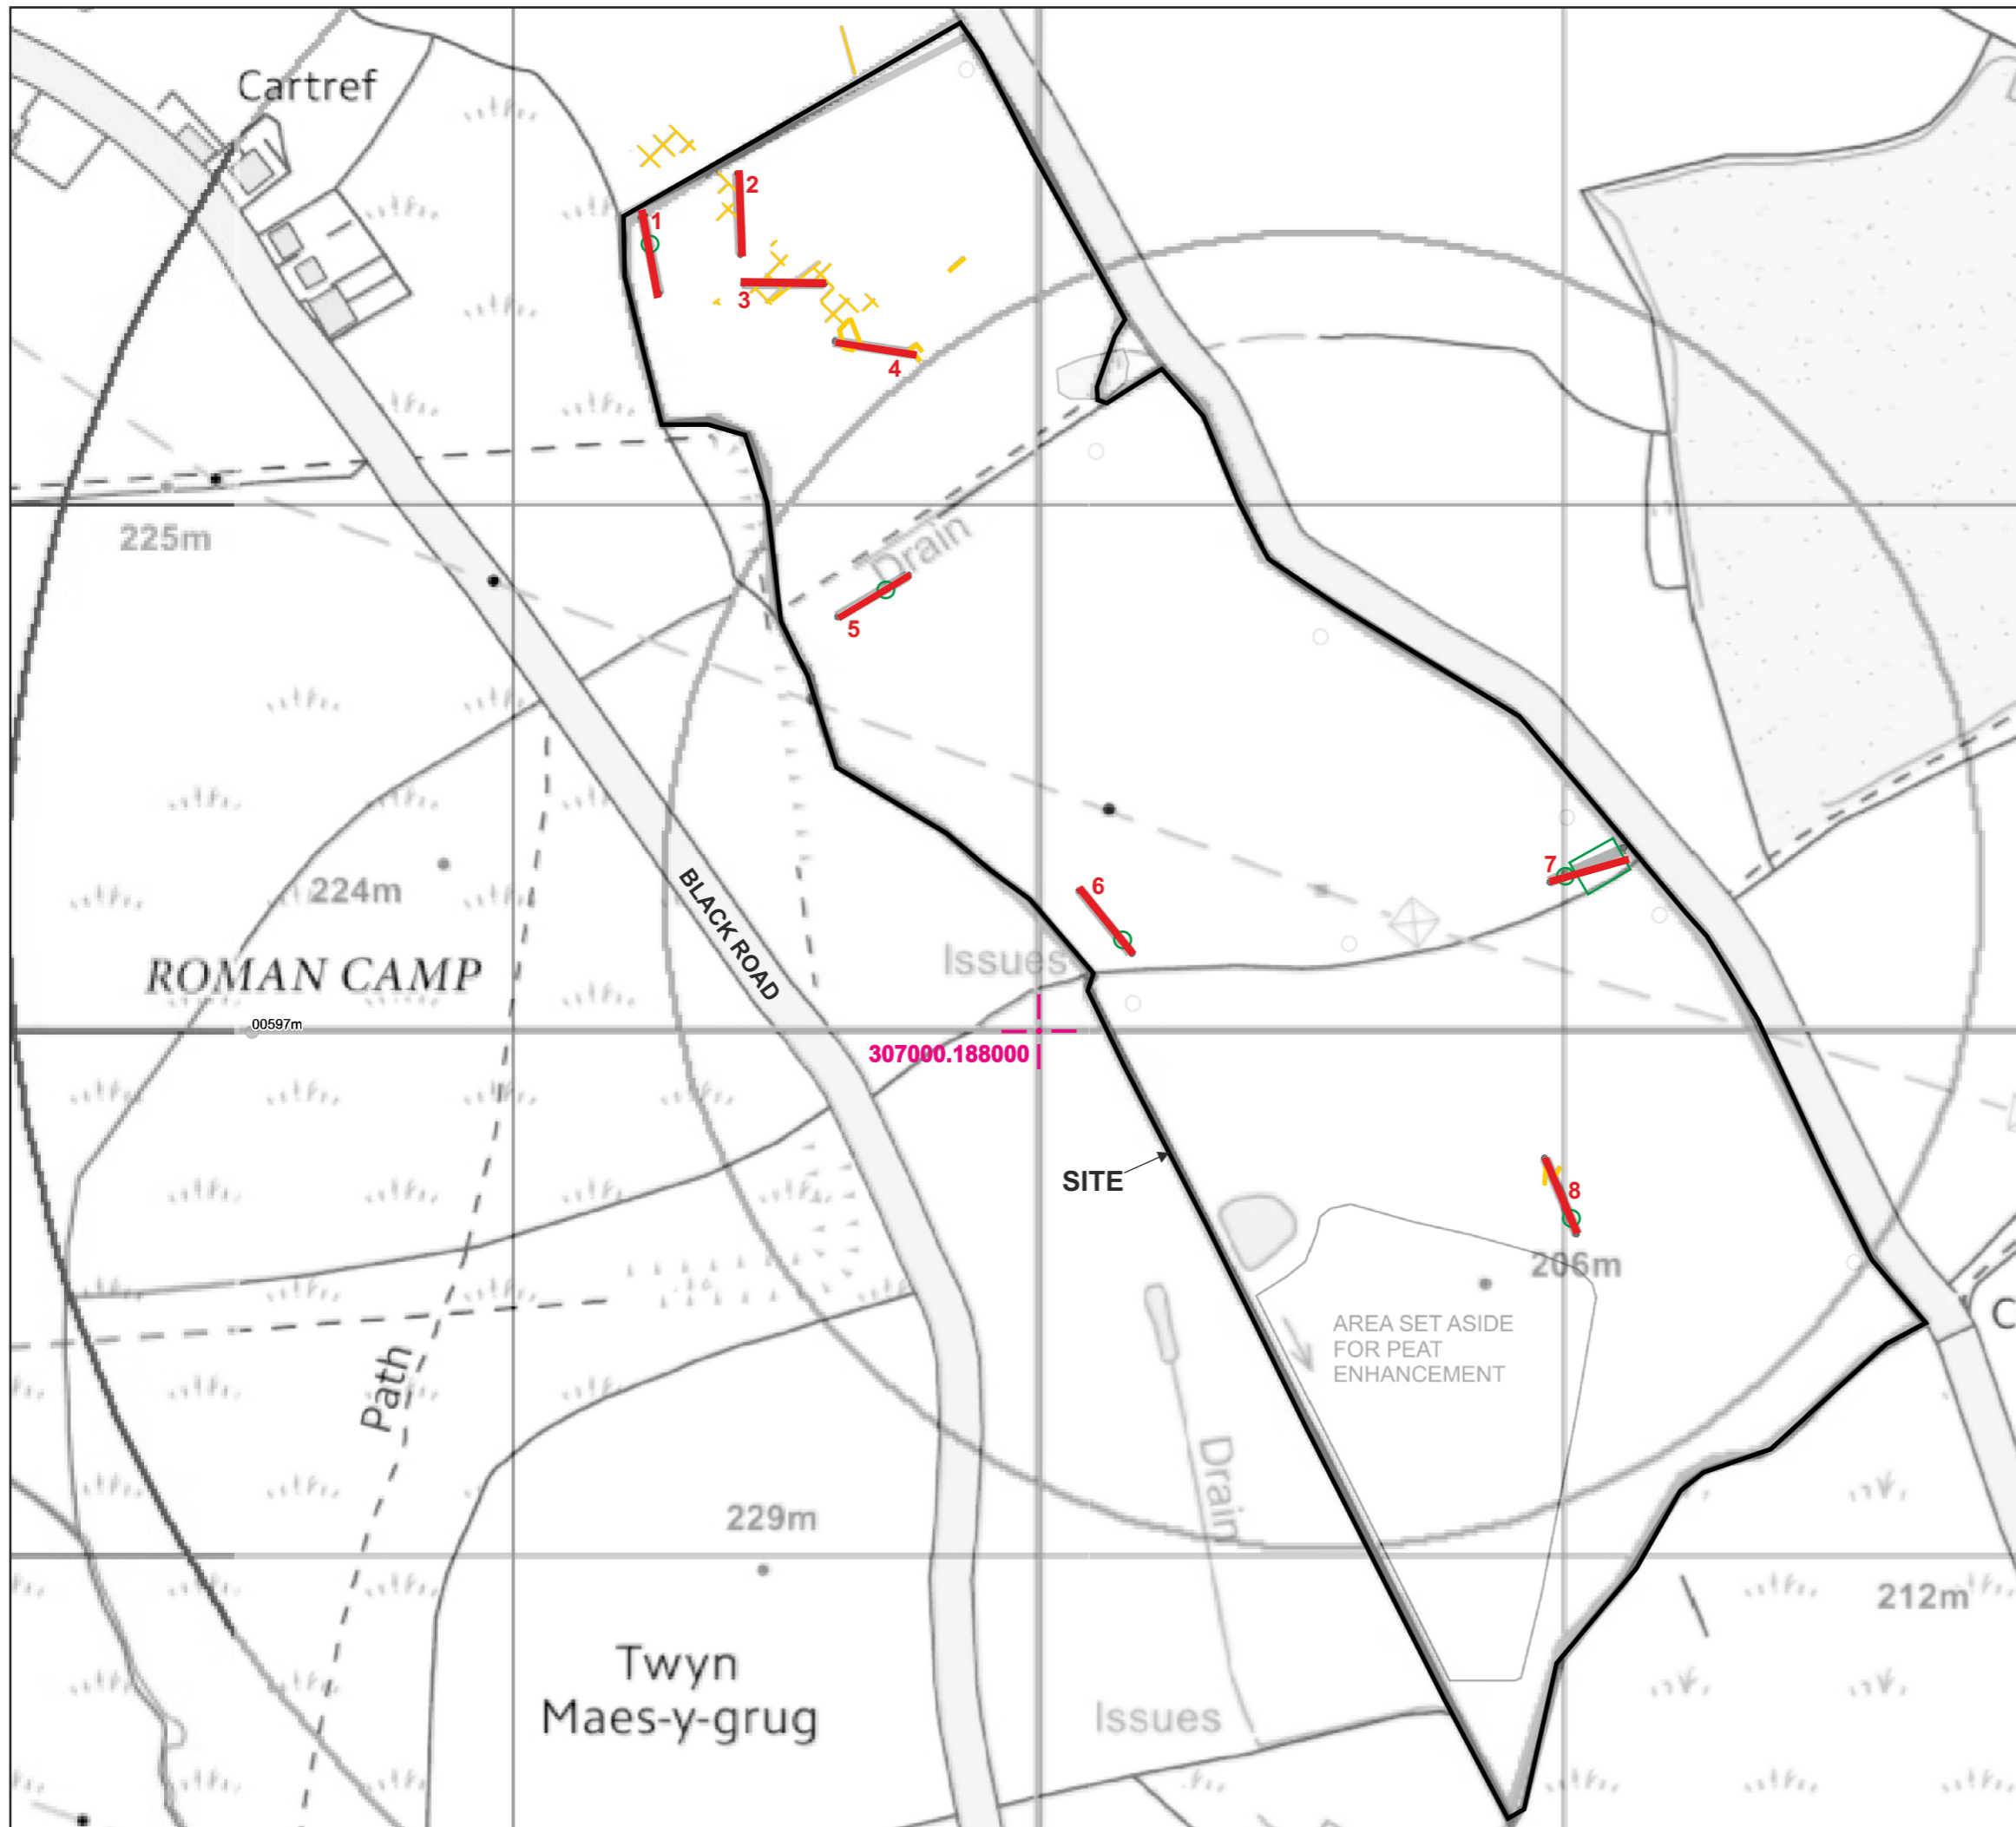 Cartref
2
1
3
4
225m
Drain
5
7
6
224m
BLACK ROAD
Issues
ROMAN CAMP
00597m
307000.188000
SITE
8
206m
C
AREA SET ASIDE
FOR PEAT
ENHANCEMENT
Path
Drain
229m
212m
Twyn
Maes-y-grug
Issues